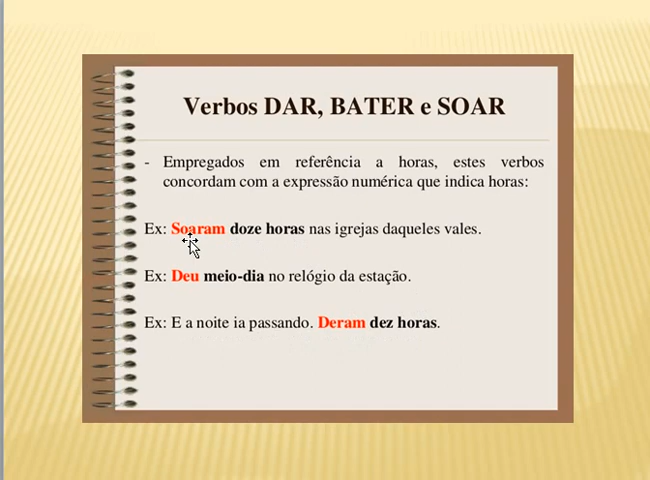 Verbos DAR, BATER e SOAR
- Empregados em referência a horas, estes verbos
concordam com a expressão numérica que indica horas:
Ex: Soaram doze horas nas igrejas daqueles vales.
Ex: Deu meio-dia no relógio da estação.
Ex: E a noite ia passando. Deram dez horas.